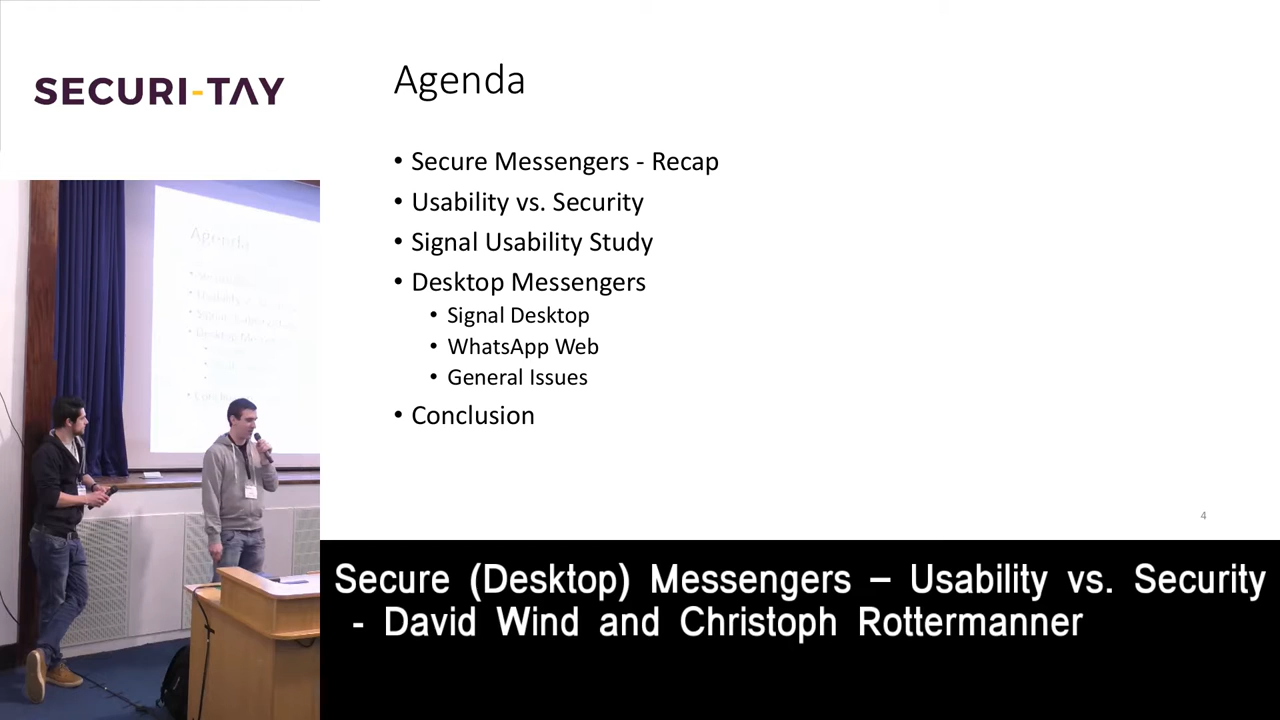 SECURI-TAY
Agenda
• Secure Messengers - Recap
• Usability vs. Security
• Signal Usability Study
• Desktop Messengers
• Signal Desktop
• WhatsApp Web
• General Issues
• Conclusion
4
Agenda
Secure (Desktop) Messengers – Usability vs. Security
- David Wind and Christoph Rottermanner